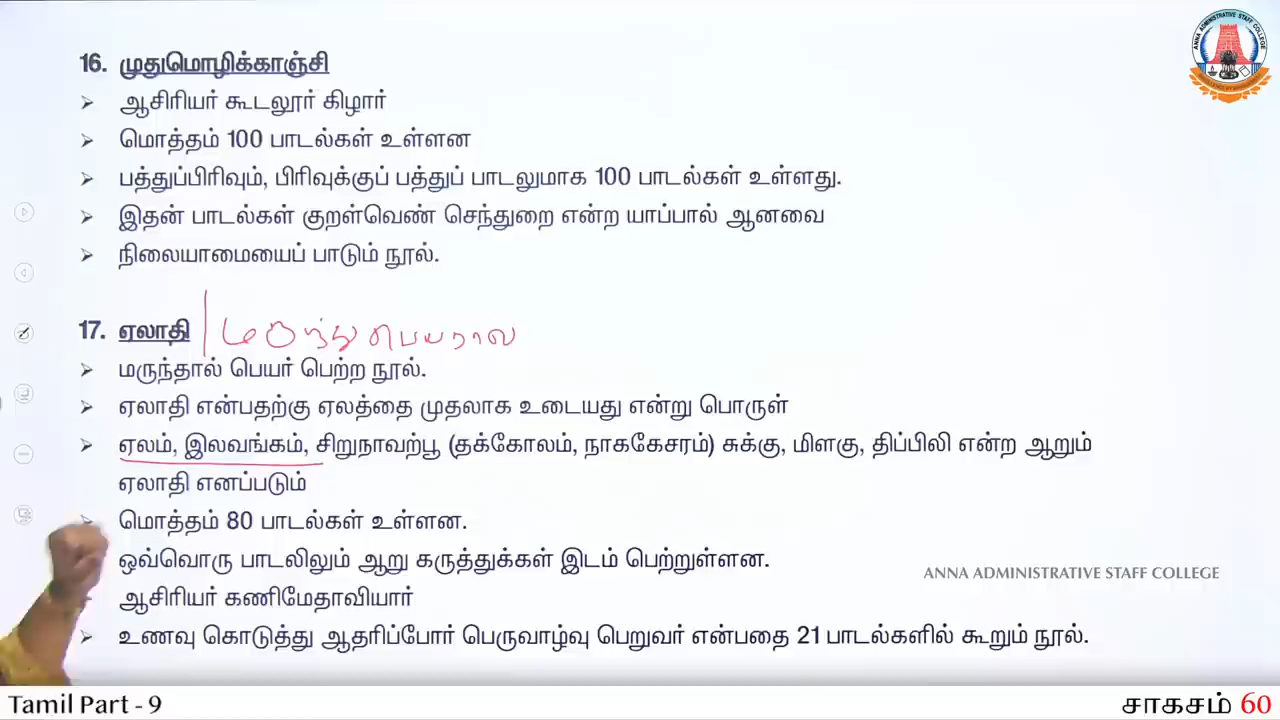 16. முதுமொழிக்காஞ்சி
➢ ஆசிரியர் கூடலூர் கிழார்
➢ மொத்தம் 100 பாடல்கள் உள்ளன
➢ பத்துப்பிரிவும், பிரிவுக்குப் பத்துப் பாடலுமாக 100 பாடல்கள் உள்ளது.
➢ இதன் பாடல்கள் குறள்வெண் செந்துறை என்ற யாப்பால் ஆனவை
➢ நிலையாமையைப் பாடும் நூல்.
17. ஏலாதி | மருந்து பெயரால
➢ மருந்தால் பெயர் பெற்ற நூல்.
➢ ஏலாதி என்பதற்கு ஏலத்தை முதலாக உடையது என்று பொருள்
➢ ஏலம், இலவங்கம், சிறுநாவற்பூ (தக்கோலம், நாககேசரம்) சுக்கு, மிளகு, திப்பிலி என்ற ஆறும்
ஏலாதி எனப்படும்
➢ மொத்தம் 80 பாடல்கள் உள்ளன.
ஒவ்வொரு பாடலிலும் ஆறு கருத்துக்கள் இடம் பெற்றுள்ளன.
ANNA ADMINISTRATIVE STAFF COLLEGE
ஆசிரியர் கணிமேதாவியார்
➢ உணவு கொடுத்து ஆதரிப்போர் பெருவாழ்வு பெறுவர் என்பதை 21 பாடல்களில் கூறும் நூல்.
Tamil Part - 9
சாகசம் 60